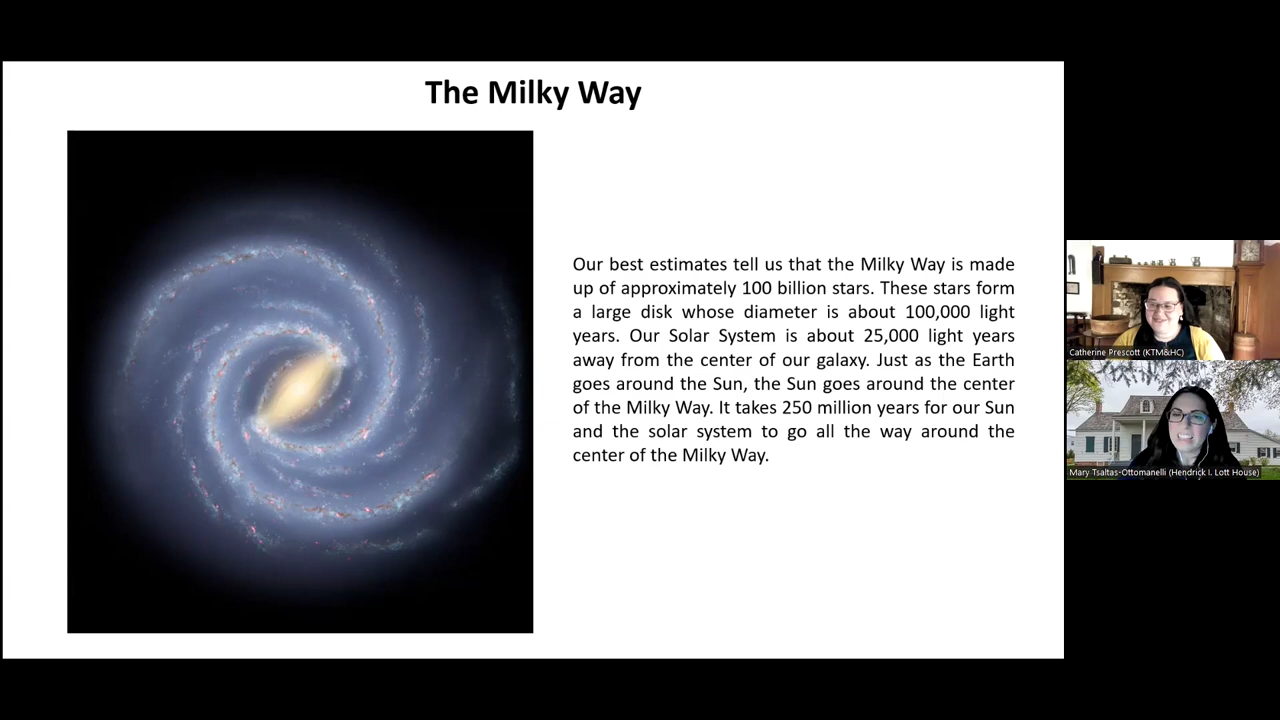 The Milky Way
Our best estimates tell us that the Milky Way is made
up of approximately 100 billion stars. These stars form
a large disk whose diameter is about 100,000 light
years. Our Solar System is about 25,000 light years
away from the center of our galaxy. Just as the Earth
goes around the Sun, the Sun goes around the center
of the Milky Way. It takes 250 million years for our Sun
and the solar system to go all the way around the
center of the Milky Way.
Catherine Prescott (KTM&HC)
Mary Tsaltas-Ottomanelli (Hendrick I. Lott House)